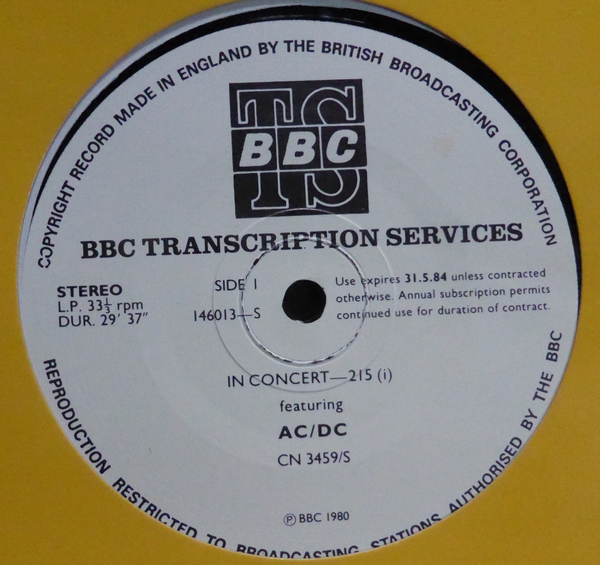 COPYRIGHT RECORD MADE IN ENGLAND BY THE BRITISH BROADCASTING CORPORATION
TS
BBC
BBC TRANSCRIPTION SERVICES
STEREO
L.P. 33⅓ rpm
DUR. 29' 37"
SIDE 1
146013—S
Use expires 31.5.84 unless contracted
otherwise. Annual subscription permits
continued use for duration of contract.
IN CONCERT—215 (i)
featuring
AC/DC
CN 3459/S
Ⓟ BBC 1980
REPRODUCTION RESTRICTED TO BROADCASTING STATIONS AUTHORISED BY THE BBC